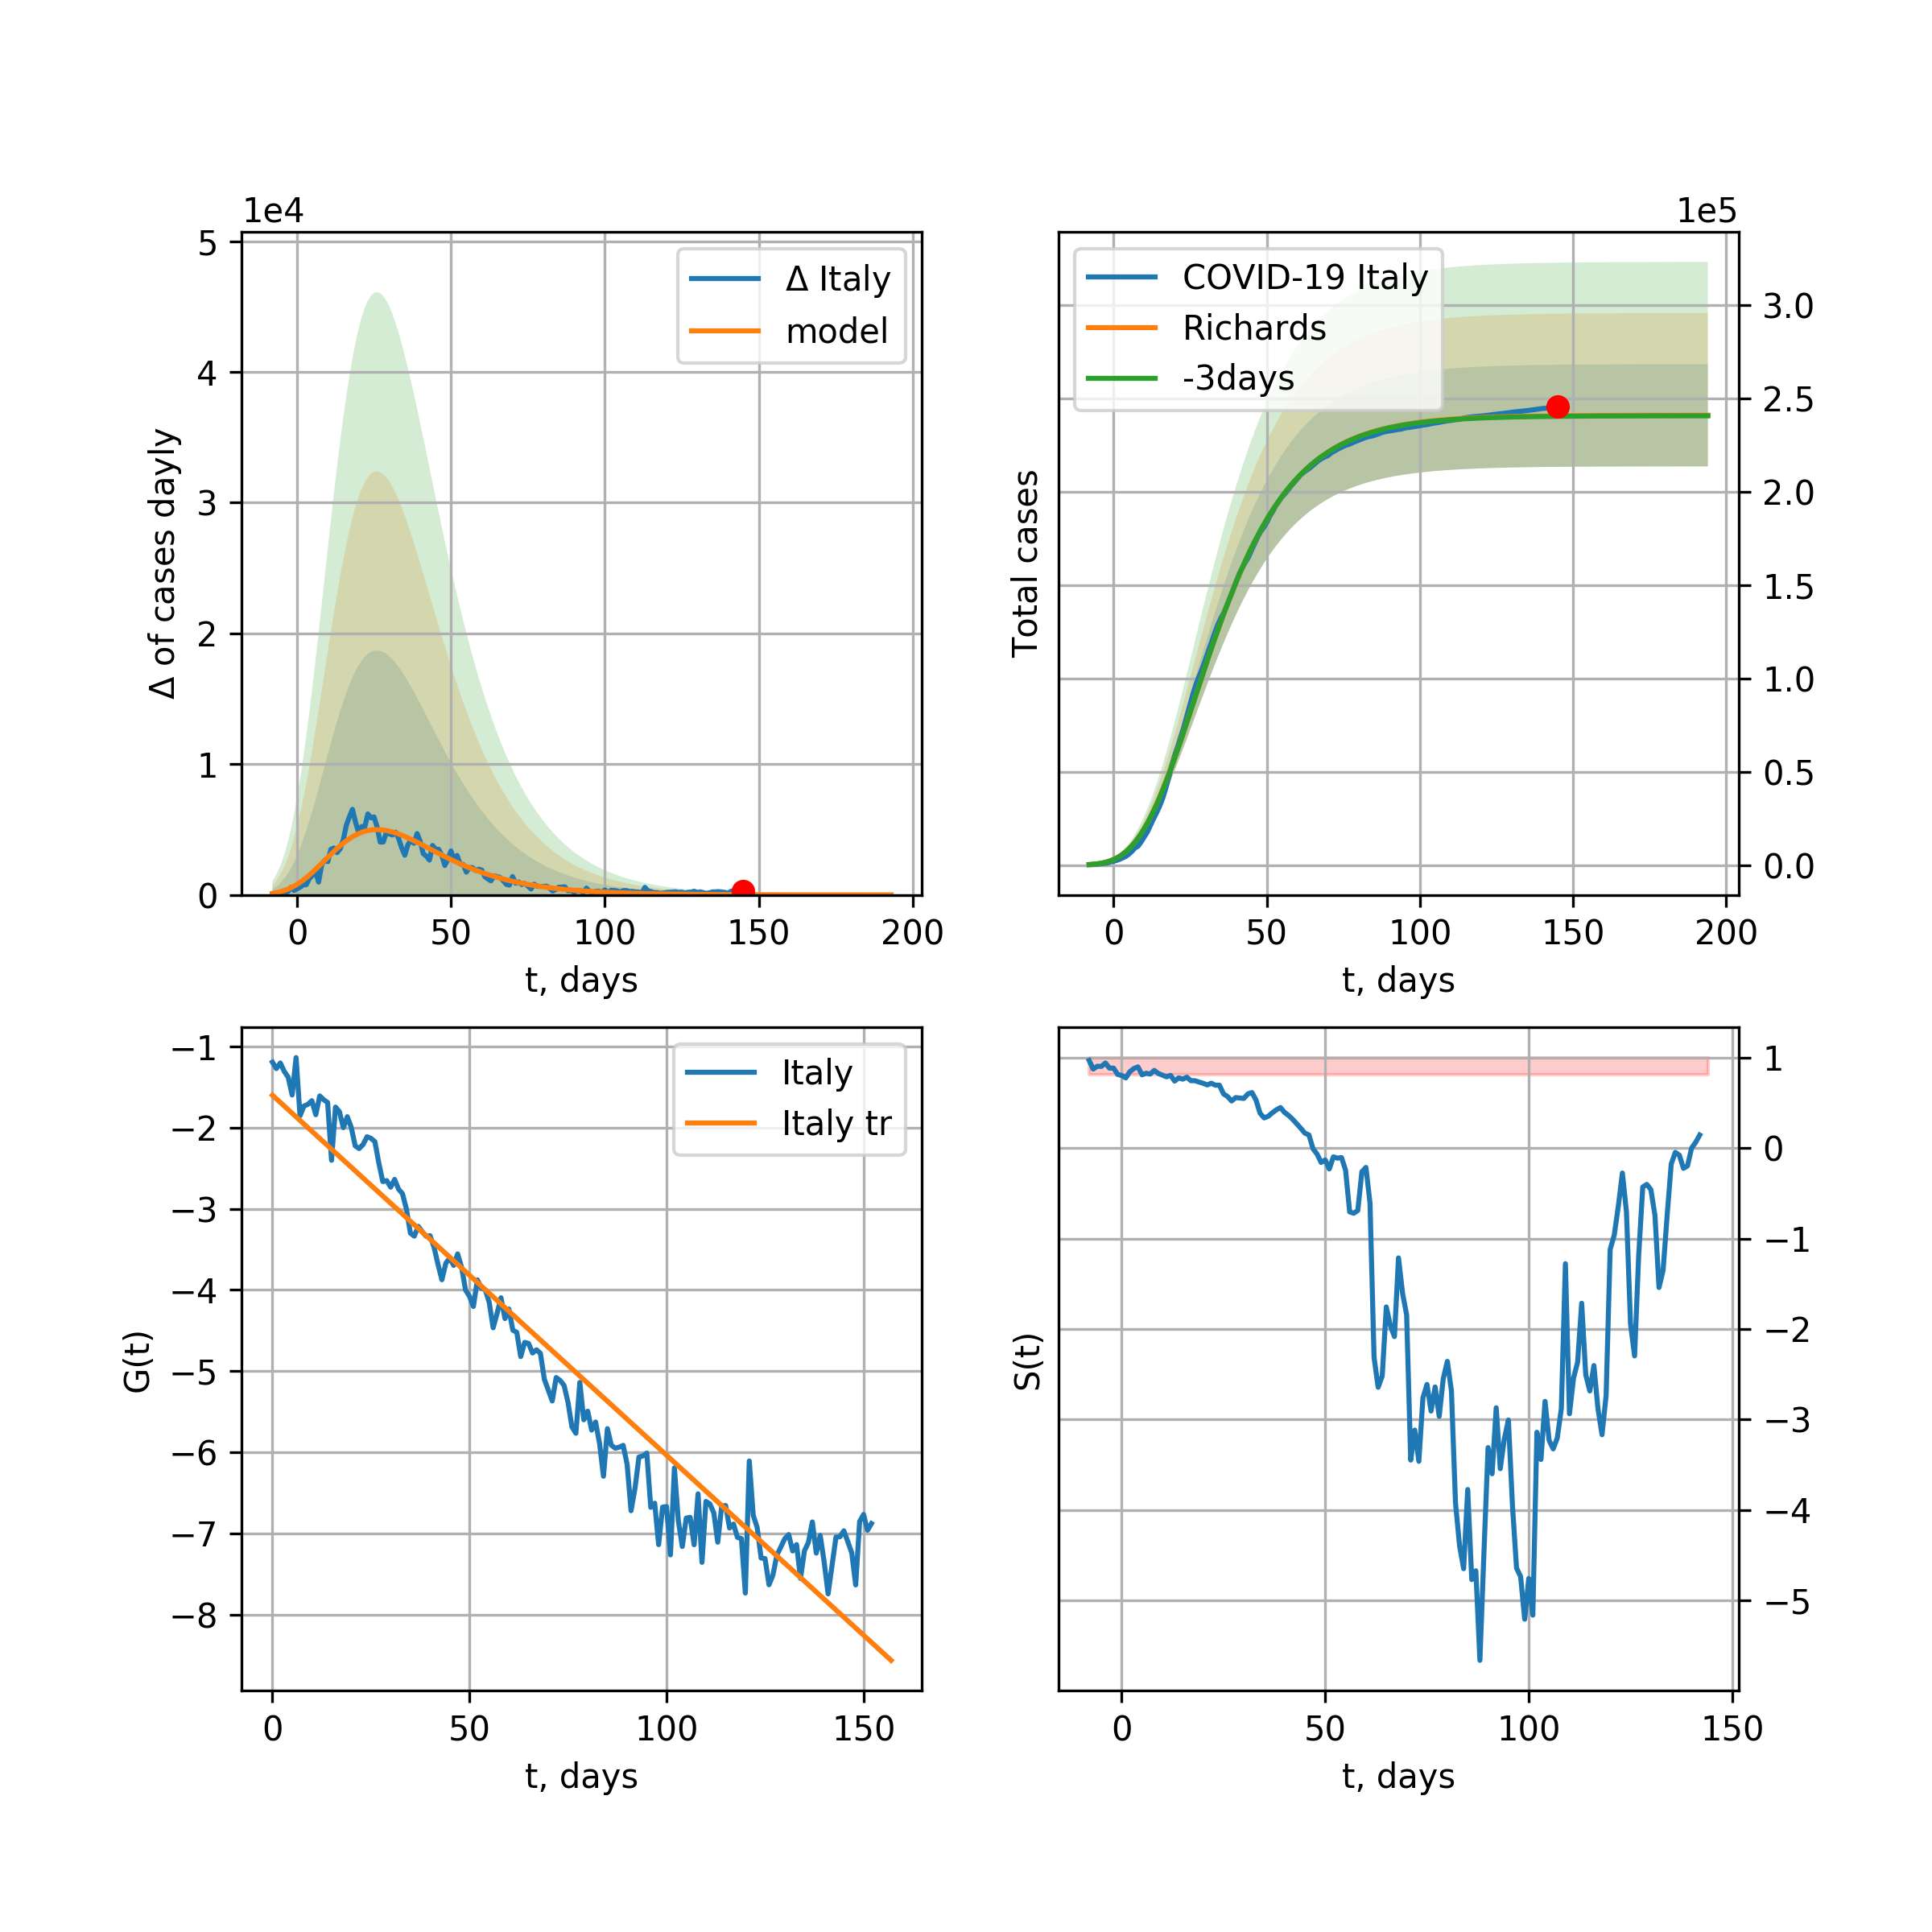 1e4
5
4
3
2
1
0
Δ of cases dayly
Δ Italy
model
0 50 100 150 200
t, days
1e5
COVID-19 Italy
Richards
-3days
3.0
2.5
2.0
1.5
1.0
0.5
0.0
Total cases
0 50 100 150 200
t, days
−1
−2
−3
−4
−5
−6
−7
−8
G(t)
Italy
Italy tr
0 50 100 150
t, days
1
0
−1
−2
−3
−4
−5
S(t)
0 50 100 150
t, days